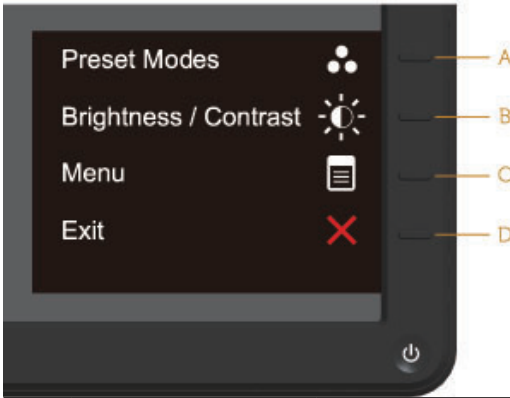 Preset Modes
A
Brightness / Contrast
B
Menu
C
Exit
D